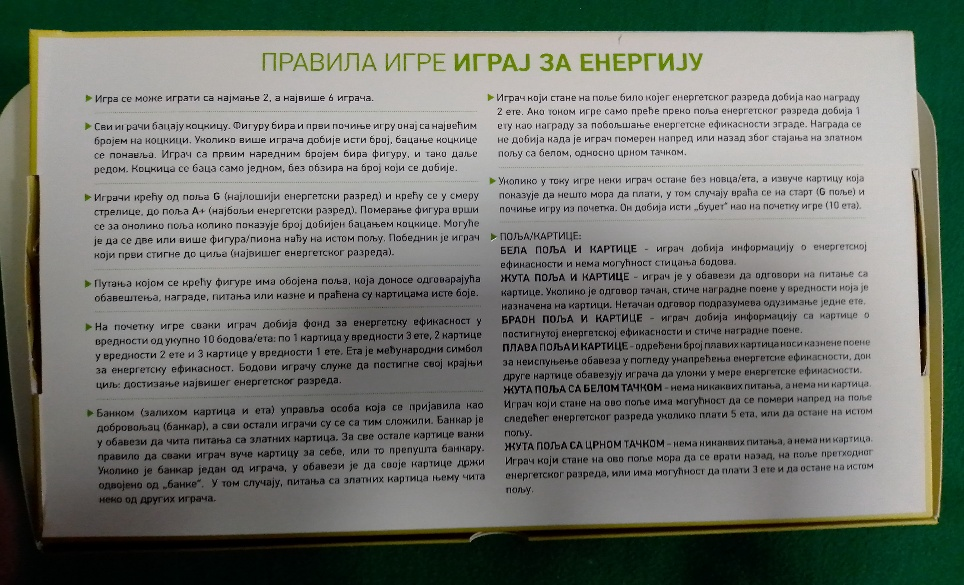 ПРАВИЛА ИГРЕ ИГРАЈ ЗА ЕНЕРГИЈУ
▶ Игра се може играти са најмање 2, а највише 6 играча.
▶ Сви играчи бацају коцкицу. Фигуру бира и први почиње игру онај са највећим
бројем на коцкици. Уколико више играча добије исти број, бацање коцкице
се понавља. Играч са првим наредним бројем бира фигуру, и тако даље
редом. Коцкица се баца само једном, без обзира на број који се добије.
▶ Играчи крећу од поља G (најлошији енергетски разред) и крећу се у смеру
стрелице, до поља А+ (најбољи енергетски разред). Померање фигура врши
се за онолико поља колико показује број добијен бацањем коцкице. Могуће
је да се две или више фигура/пиона нађу на истом пољу. Победник је играч
који први стигне до циља (највишег енергетског разреда).
▶ Путања којом се крећу фигуре има обојена поља, која доносе одговарајућа
обавештења, награде, питања или казне и праћена су картицама исте боје.
▶ На почетку игре сваки играч добија фонд за енергетску ефикасност у
вредности од укупно 10 бодова/ета: по 1 картица у вредности 3 ете, 2 картице
у вредности 2 ете и 3 картице у вредности 1 ете. Ета је међународни симбол
за енергетску ефикасност. Бодови играчу служе да постигне свој крајњи
циљ: достизање највишег енергетског разреда.
▶ Банком (залихом картица и ета) управља особа која се пријавила као
добровољац (банкар), а сви остали играчи су се са тим сложили. Банкар је
у обавези да чита питања са златних картица. За све остале картице важи
правило да сваки играч вуче картицу за себе, или то препушта банкару.
Уколико је банкар један од играча, у обавези је да своје картице држи
одвојено од „банке“. У том случају, питања са златних картица њему чита
неко од других играча.
▶ Играч који стане на поље било којег енергетског разреда добија као награду
2 ете. Ако током игре само пређе преко поља енергетског разреда добија 1
ету као награду за побољшање енергетске ефикасности зграде. Награда се
не добија када је играч померен напред или назад због стајања на златном
пољу са белом, односно црном тачком.
▶ Уколико у току игре неки играч остане без новца/ета, а извуче картицу која
показује да нешто мора да плати, у том случају враћа се на старт (G поље) и
почиње игру из почетка. Он добија исти „буџет“ као на почетку игре (10 ета).
▶ ПОЉА/КАРТИЦЕ:
БЕЛА ПОЉА И КАРТИЦЕ - играч добија информацију о енергетској
ефикасности и нема могућност стицања бодова.
ЖУТА ПОЉА И КАРТИЦЕ - играч је у обавези да одговори на питање са
картице. Уколико је одговор тачан, стиче наградне поене у вредности која је
назначена на картици. Нетачан одговор подразумева одузимање једне ете.
БРАОН ПОЉА И КАРТИЦЕ - играч добија информацију са картице о
постигнутој енергетској ефикасности и стиче наградне поене.
ПЛАВА ПОЉА И КАРТИЦЕ - одређени број плавих картица носи казнене поене
за неиспуњење обавеза у погледу унапређења енергетске ефикасности, док
друге картице обавезују играча да уложи у мере енергетске ефикасности.
ЖУТА ПОЉА СА БЕЛОМ ТАЧКОМ - нема никаквих питања, а нема ни картица.
Играч који стане на ово поље има могућност да се помери напред на поље
следећег енергетског разреда уколико плати 5 ета, или да остане на истом
пољу.
ЖУТА ПОЉА СА ЦРНОМ ТАЧКОМ - нема никаквих питања, а нема ни картица.
Играч који стане на ово поље мора да се врати назад, на поље претходног
енергетског разреда, или има могућност да плати 3 ете и да остане на истом
пољу.